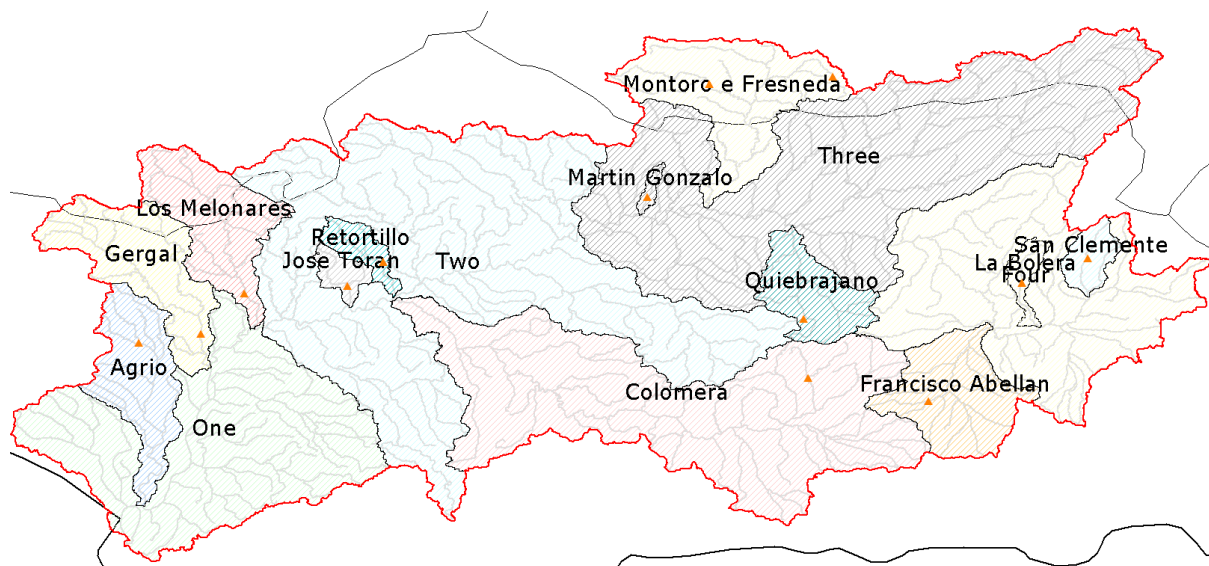 Montoro e Fresneda
Three
Martin Gonzalo
Los Melonares
Retortillo
Gergal
San Clemente
Jose Toran
Two
La Bolera
Four
Quiebrajano
Agrio
Francisco Abellan
Colomera
One